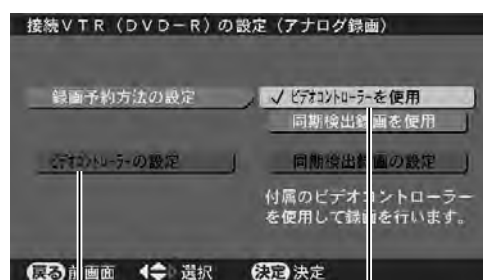 接続VTR（DVD-R）の設定（アナログ録画）
録画予約方法の設定
✓ ビデオコントローラーを使用
同期検出録画を使用
ビデオコントローラーの設定
同期検出録画の設定
付属のビデオコントローラー
を使用して録画を行います。
戻る 前画面 選択 決定 決定